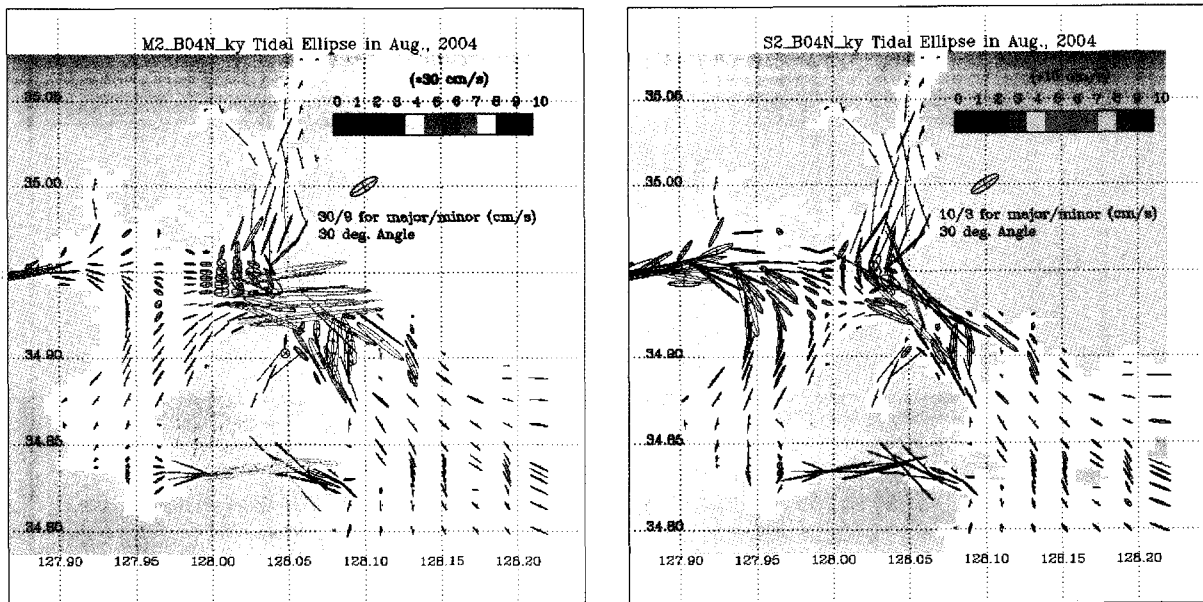 M2_B04N_ky Tidal Ellipse in Aug., 2004
(*30 cm/s)
0 1 2 3 4 5 6 7 8 9 10
35.05
35.00
30/9 for major/minor (cm/s)
30 deg. Angle
34.90
34.85
34.80
127.90 127.95 128.00 128.05 128.10 128.15 128.20
S2_B04N_ky Tidal Ellipse in Aug., 2004
(*10 cm/s)
0 1 2 3 4 5 6 7 8 9 10
35.05
35.00
10/3 for major/minor (cm/s)
30 deg. Angle
34.90
34.85
34.80
127.90 127.95 128.00 128.05 128.10 128.15 128.20